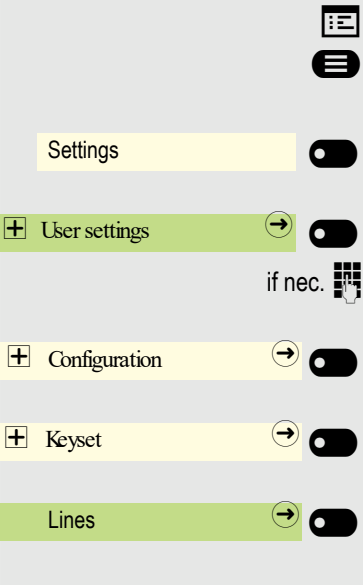 Settings
User settings
if nec.
Configuration
Keyset
Lines